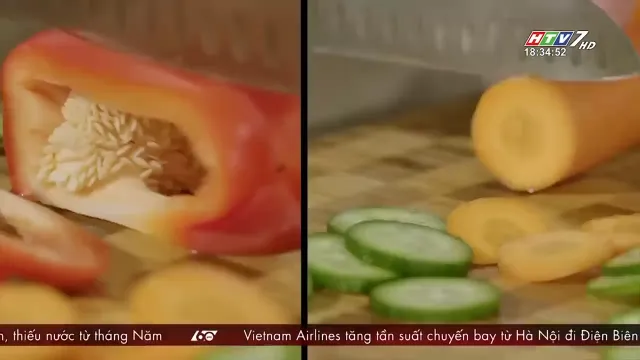 HTV7 HD
18:34:52
n, thiếu nước từ tháng Năm 60 Vietnam Airlines tăng tần suất chuyến bay từ Hà Nội đi Điện Biên